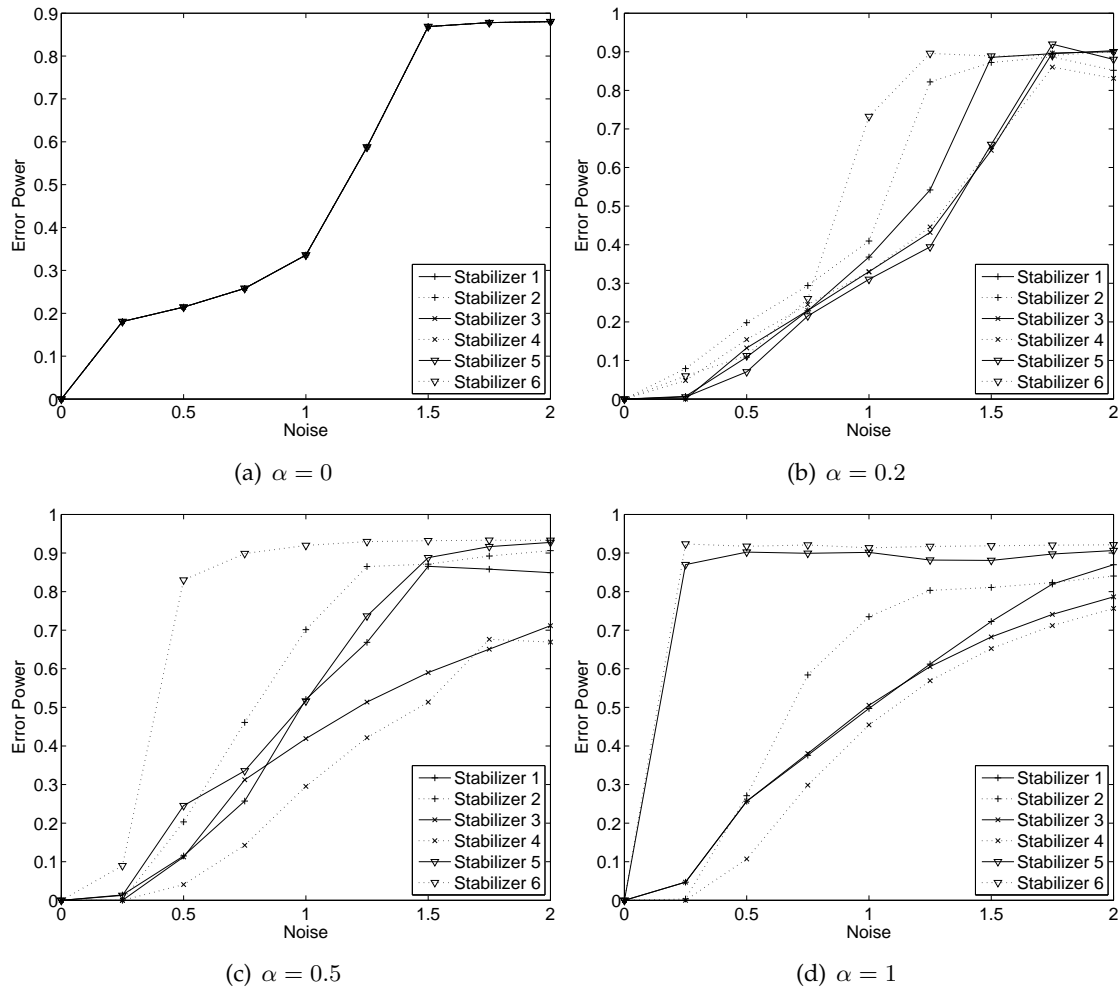 0.9
0.8
0.7
0.6
0.5
0.4
0.3
0.2
0.1
0
Error Power
0 0.5 1 1.5 2
Noise
Stabilizer 1
Stabilizer 2
Stabilizer 3
Stabilizer 4
Stabilizer 5
Stabilizer 6
(a) α = 0
1
0.9
0.8
0.7
0.6
0.5
0.4
0.3
0.2
0.1
0
Error Power
0 0.5 1 1.5 2
Noise
Stabilizer 1
Stabilizer 2
Stabilizer 3
Stabilizer 4
Stabilizer 5
Stabilizer 6
(b) α = 0.2
1
0.9
0.8
0.7
0.6
0.5
0.4
0.3
0.2
0.1
0
Error Power
0 0.5 1 1.5 2
Noise
Stabilizer 1
Stabilizer 2
Stabilizer 3
Stabilizer 4
Stabilizer 5
Stabilizer 6
(c) α = 0.5
1
0.9
0.8
0.7
0.6
0.5
0.4
0.3
0.2
0.1
0
Error Power
0 0.5 1 1.5 2
Noise
Stabilizer 1
Stabilizer 2
Stabilizer 3
Stabilizer 4
Stabilizer 5
Stabilizer 6
(d) α = 1